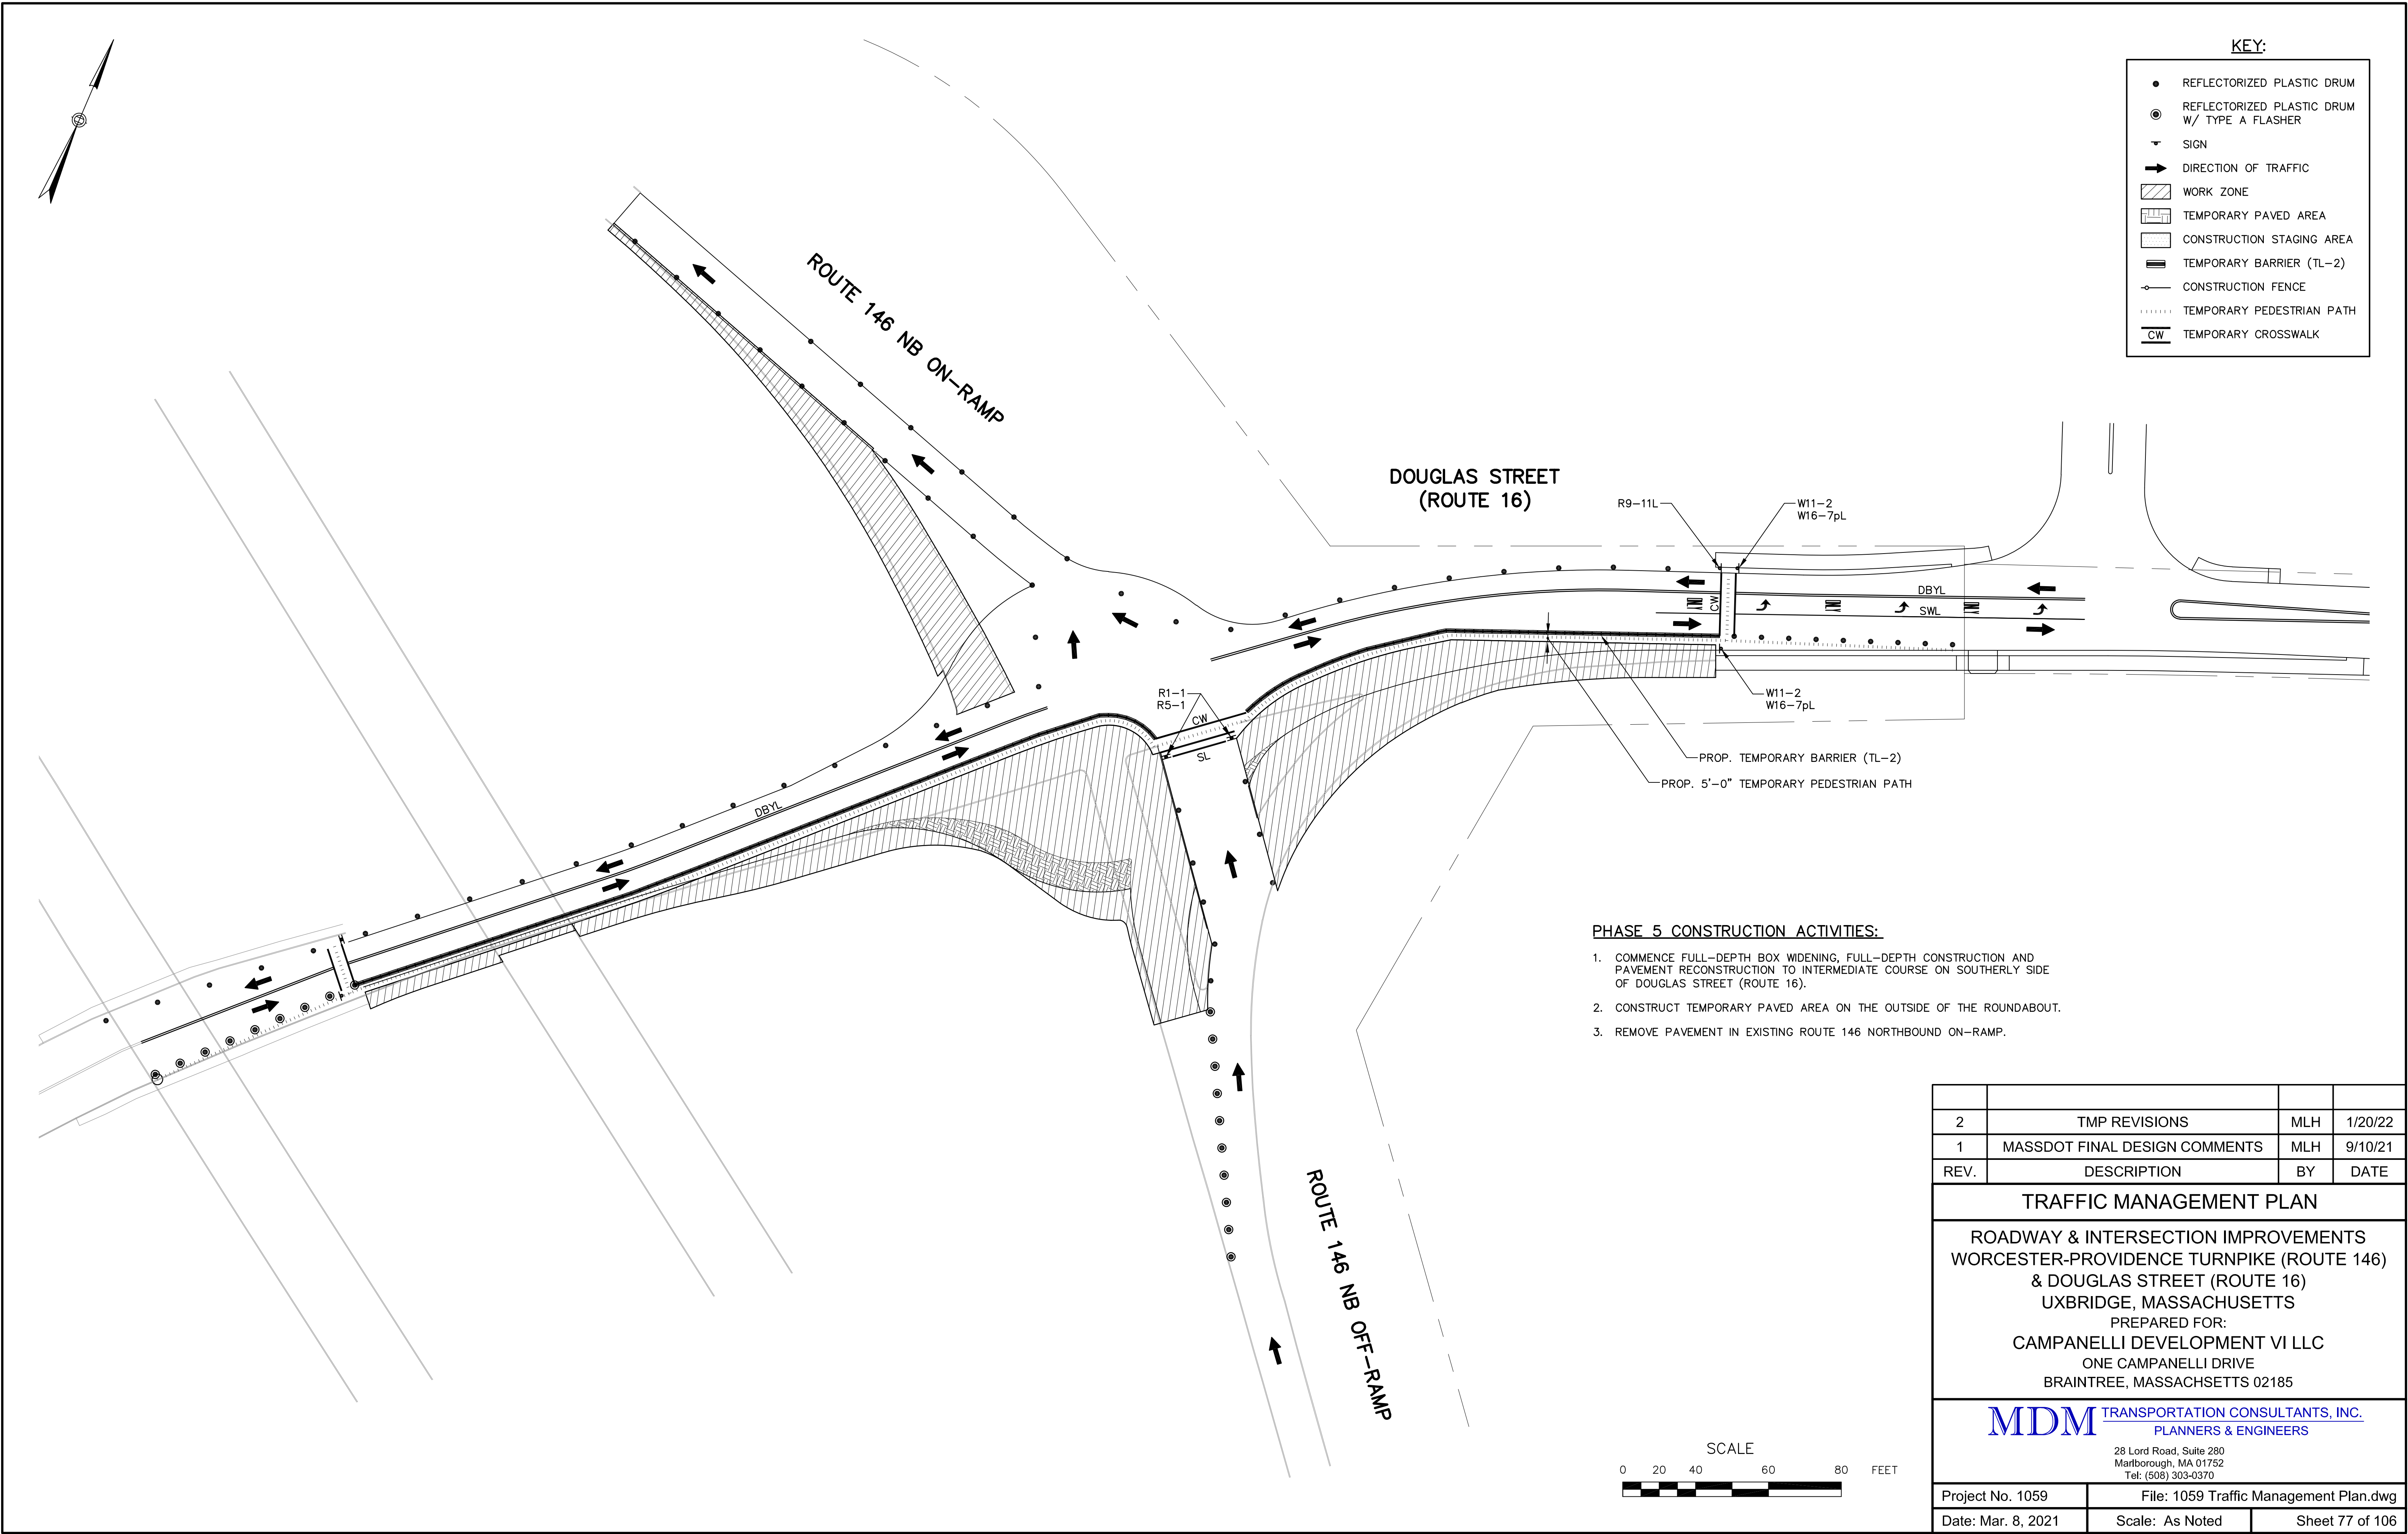 KEY:
REFLECTORIZED PLASTIC DRUM
REFLECTORIZED PLASTIC DRUM
W/ TYPE A FLASHER
SIGN
DIRECTION OF TRAFFIC
WORK ZONE
TEMPORARY PAVED AREA
CONSTRUCTION STAGING AREA
TEMPORARY BARRIER (TL-2)
CONSTRUCTION FENCE
TEMPORARY PEDESTRIAN PATH
CW TEMPORARY CROSSWALK
ROUTE 146 NB ON-RAMP
DOUGLAS STREET
(ROUTE 16)
R9-11L
W11-2
W16-7pL
DBYL
SWL
CW
W11-2
W16-7pL
R1-1
R5-1
CW
SL
DBYL
PROP. TEMPORARY BARRIER (TL-2)
PROP. 5'-0" TEMPORARY PEDESTRIAN PATH
ROUTE 146 NB OFF-RAMP
PHASE 5 CONSTRUCTION ACTIVITIES:
1. COMMENCE FULL-DEPTH BOX WIDENING, FULL-DEPTH CONSTRUCTION AND
PAVEMENT RECONSTRUCTION TO INTERMEDIATE COURSE ON SOUTHERLY SIDE
OF DOUGLAS STREET (ROUTE 16).
2. CONSTRUCT TEMPORARY PAVED AREA ON THE OUTSIDE OF THE ROUNDABOUT.
3. REMOVE PAVEMENT IN EXISTING ROUTE 146 NORTHBOUND ON-RAMP.
SCALE
0 20 40 60 80 FEET
2 TMP REVISIONS MLH 1/20/22
1 MASSDOT FINAL DESIGN COMMENTS MLH 9/10/21
REV. DESCRIPTION BY DATE
TRAFFIC MANAGEMENT PLAN
ROADWAY & INTERSECTION IMPROVEMENTS
WORCESTER-PROVIDENCE TURNPIKE (ROUTE 146)
& DOUGLAS STREET (ROUTE 16)
UXBRIDGE, MASSACHUSETTS
PREPARED FOR:
CAMPANELLI DEVELOPMENT VI LLC
ONE CAMPANELLI DRIVE
BRAINTREE, MASSACHSETTS 02185
MDM TRANSPORTATION CONSULTANTS, INC.
PLANNERS & ENGINEERS
28 Lord Road, Suite 280
Marlborough, MA 01752
Tel: (508) 303-0370
Project No. 1059 File: 1059 Traffic Management Plan.dwg
Date: Mar. 8, 2021 Scale: As Noted Sheet 77 of 106